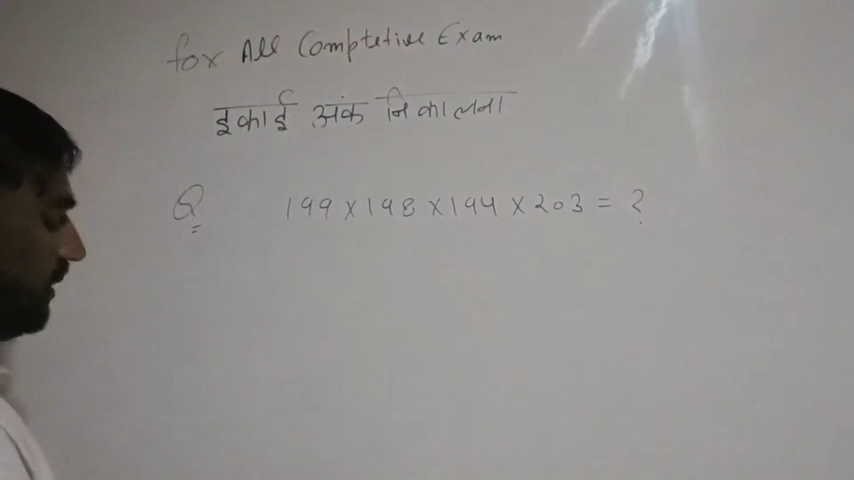 for All Comptetive Exam
इकाई अंक निकालना
Q 199 x 198 x 194 x 203 = ?